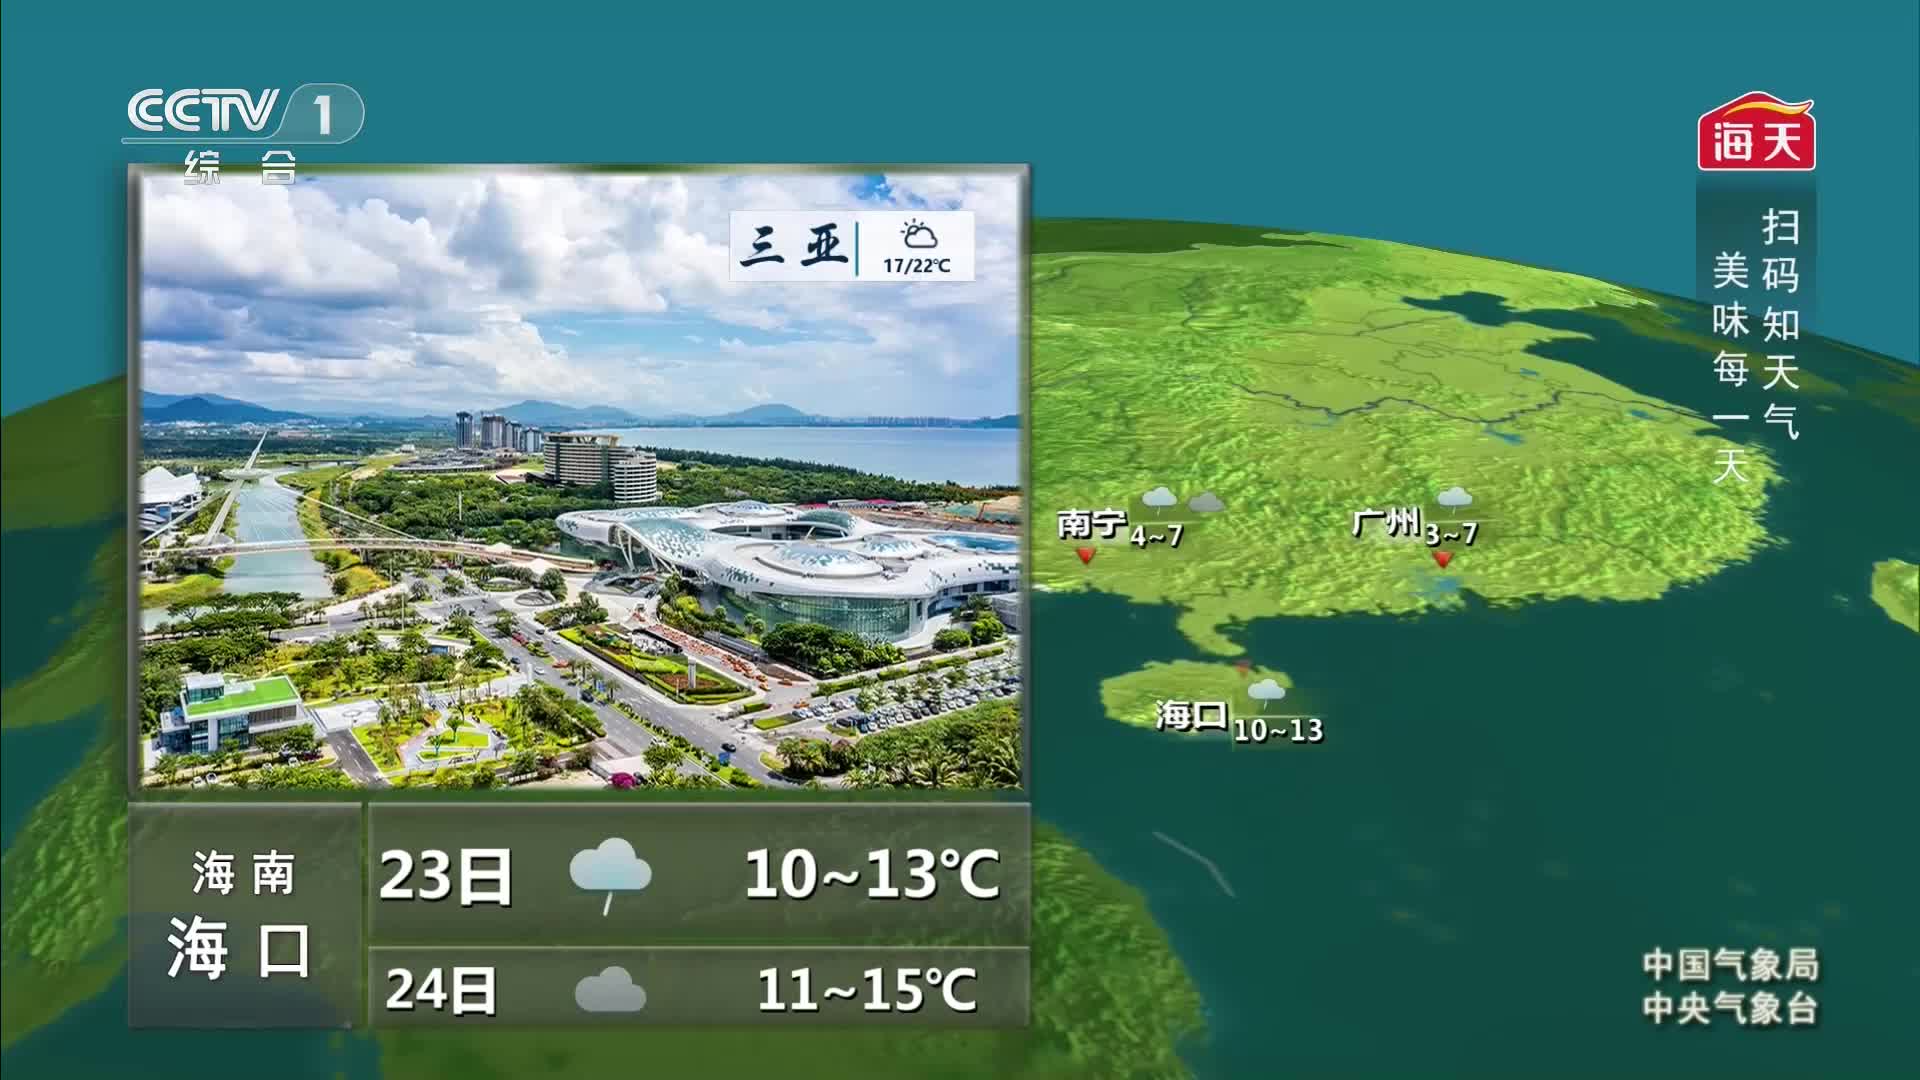 CCTV 1
综 合
海天
扫码知天气
美味每一天
三亚
17/22℃
南宁 4~7
广州 3~7
海口 10~13
海南
海口
23日 10~13℃
24日 11~15℃
中国气象局
中央气象台